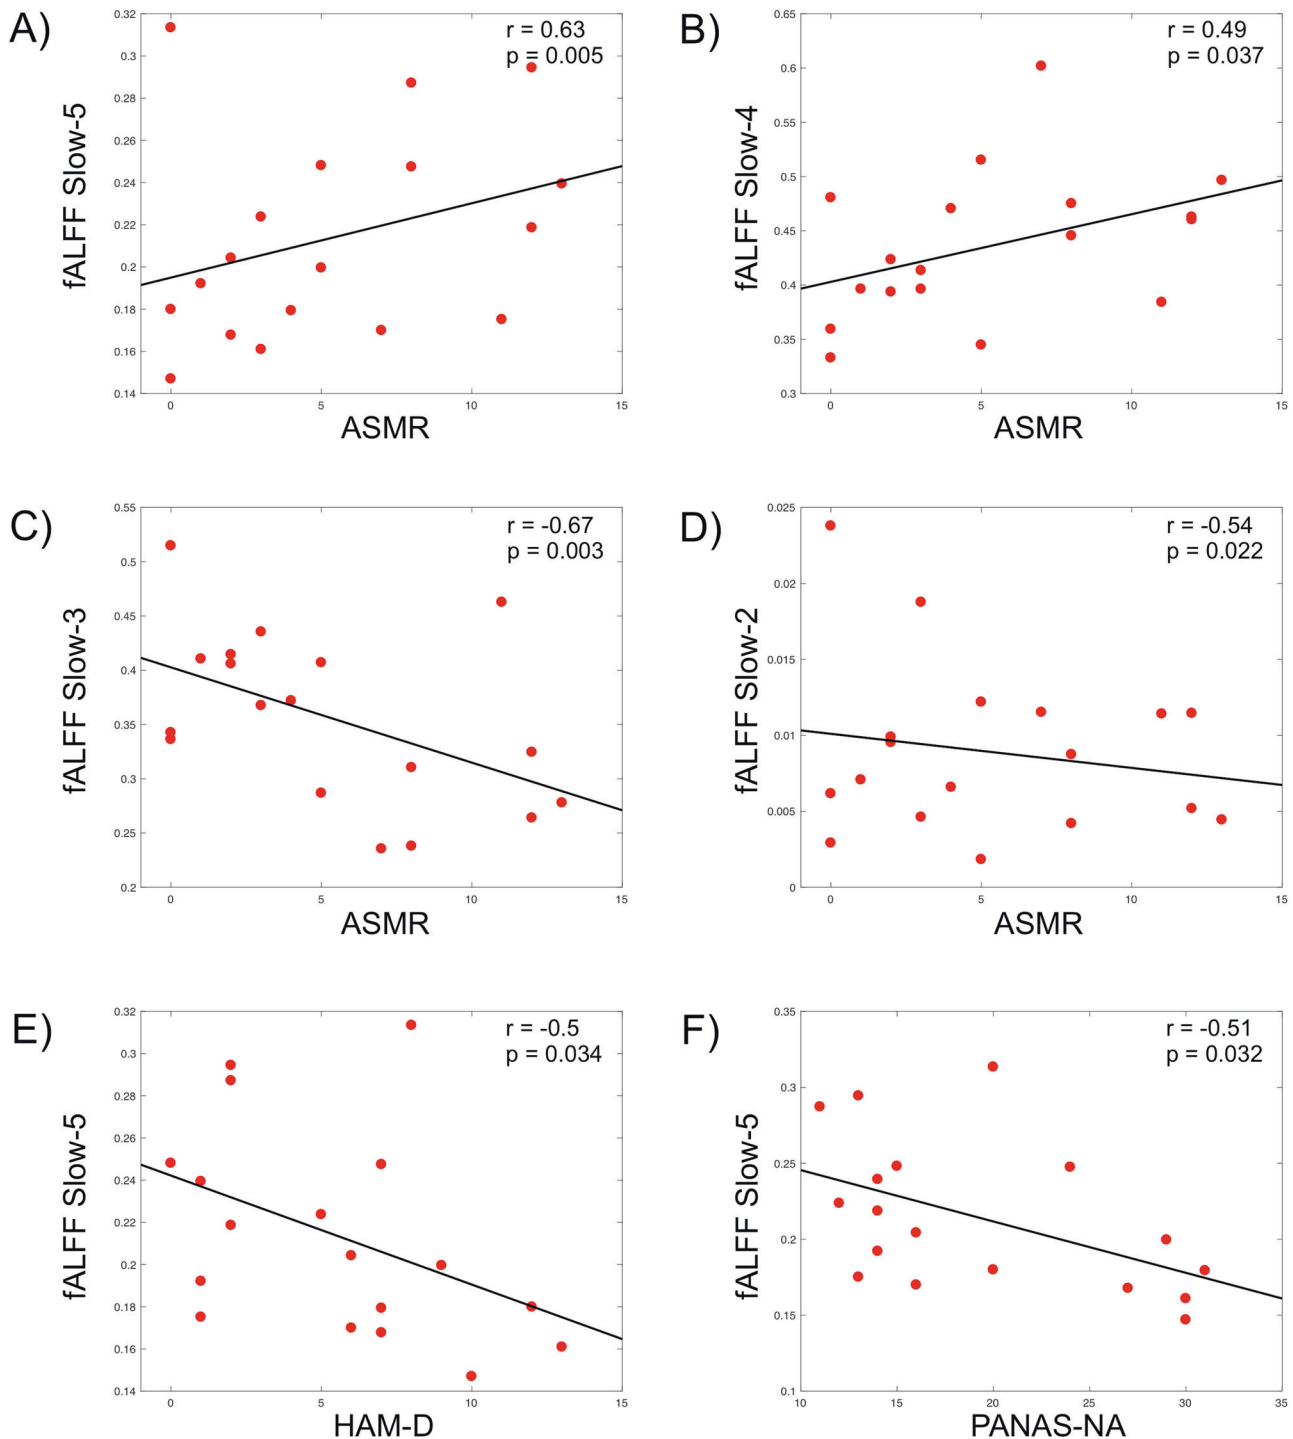 A)
r = 0.63
p = 0.005
fALFF Slow-5
0.32
0.3
0.28
0.26
0.24
0.22
0.2
0.18
0.16
0.14
0 5 10 15
ASMR
B)
r = 0.49
p = 0.037
fALFF Slow-4
0.65
0.6
0.55
0.5
0.45
0.4
0.35
0.3
0 5 10 15
ASMR
C)
r = -0.67
p = 0.003
fALFF Slow-3
0.55
0.5
0.45
0.4
0.35
0.3
0.25
0.2
0 5 10 15
ASMR
D)
r = -0.54
p = 0.022
fALFF Slow-2
0.025
0.02
0.015
0.01
0.005
0
0 5 10 15
ASMR
E)
r = -0.5
p = 0.034
fALFF Slow-5
0.32
0.3
0.28
0.26
0.24
0.22
0.2
0.18
0.16
0.14
0 5 10 15
HAM-D
F)
r = -0.51
p = 0.032
fALFF Slow-5
0.35
0.3
0.25
0.2
0.15
0.1
10 15 20 25 30 35
PANAS-NA